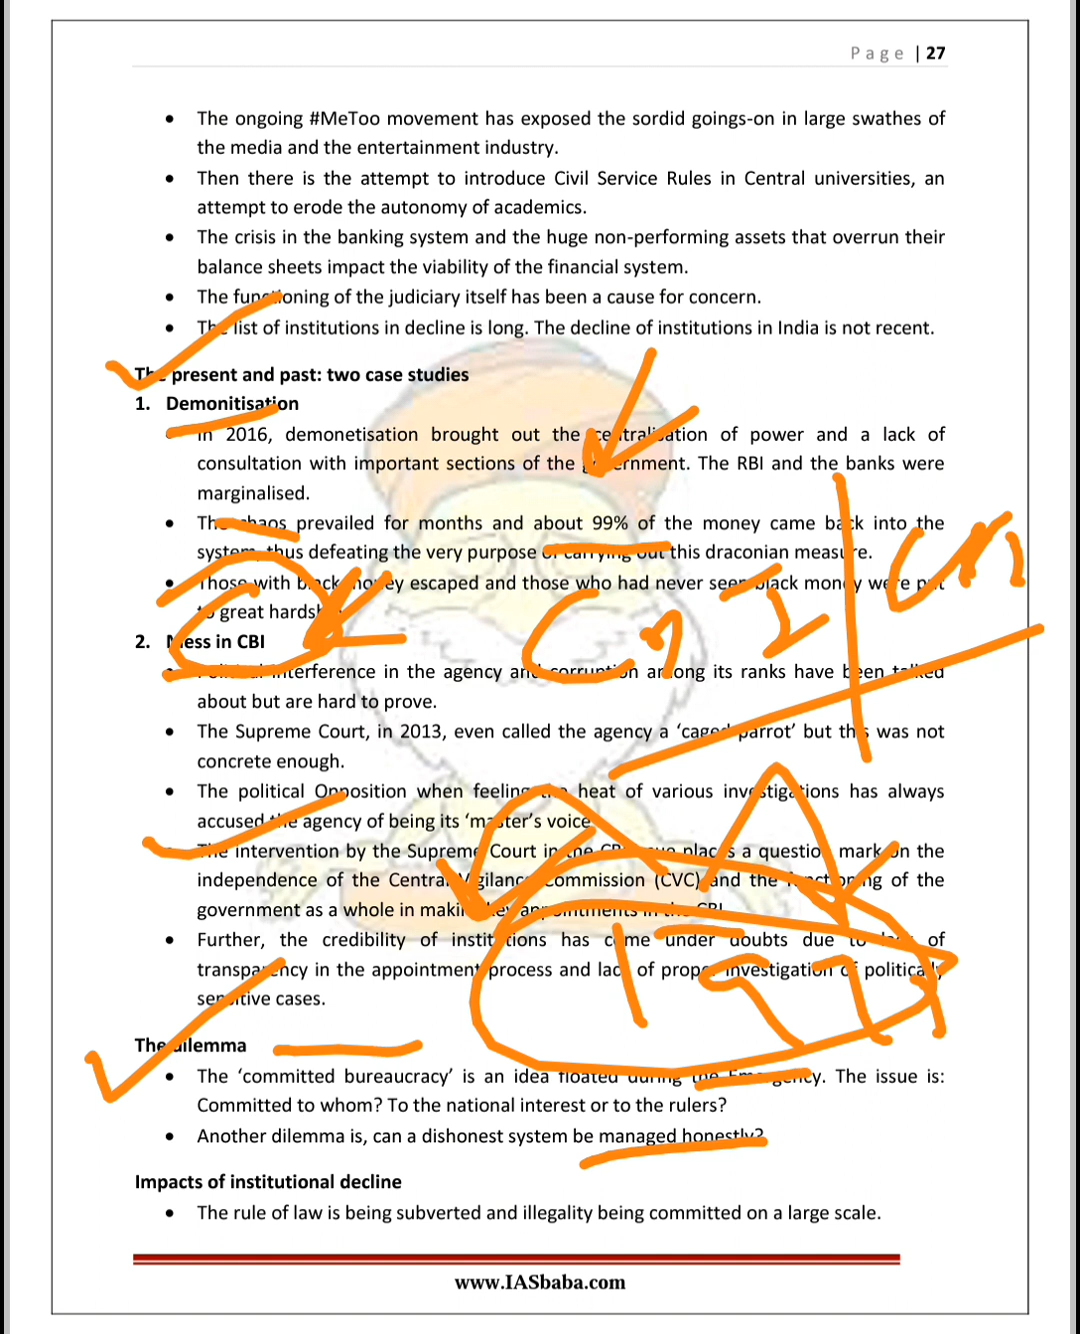 Page | 27
The ongoing #MeToo movement has exposed the sordid goings-on in large swathes of
the media and the entertainment industry.
Then there is the attempt to introduce Civil Service Rules in Central universities, an
attempt to erode the autonomy of academics.
The crisis in the banking system and the huge non-performing assets that overrun their
balance sheets impact the viability of the financial system.
The functioning of the judiciary itself has been a cause for concern.
The list of institutions in decline is long. The decline of institutions in India is not recent.
The present and past: two case studies
1. Demonitisation
In 2016, demonetisation brought out the centralisation of power and a lack of
consultation with important sections of the government. The RBI and the banks were
marginalised.
The chaos prevailed for months and about 99% of the money came back into the
system, thus defeating the very purpose of carrying out this draconian measure.
Those with black money escaped and those who had never seen black money were put
to great hardship
2. Mess in CBI
Political interference in the agency and corruption among its ranks have been talked
about but are hard to prove.
The Supreme Court, in 2013, even called the agency a ‘caged parrot’ but this was not
concrete enough.
The political Opposition when feeling the heat of various investigations has always
accused the agency of being its ‘master’s voice
The intervention by the Supreme Court in the places a question mark on the
independence of the Central Vigilance Commission (CVC) and the functioning of the
government as a whole in making key appointments in the CBI
Further, the credibility of institutions has come under doubts due to lack of
transparency in the appointment process and lack of proper investigation of politically
sensitive cases.
The dilemma
The ‘committed bureaucracy’ is an idea floated during the Emergency. The issue is:
Committed to whom? To the national interest or to the rulers?
Another dilemma is, can a dishonest system be managed honestly?
Impacts of institutional decline
The rule of law is being subverted and illegality being committed on a large scale.
www.IASbaba.com